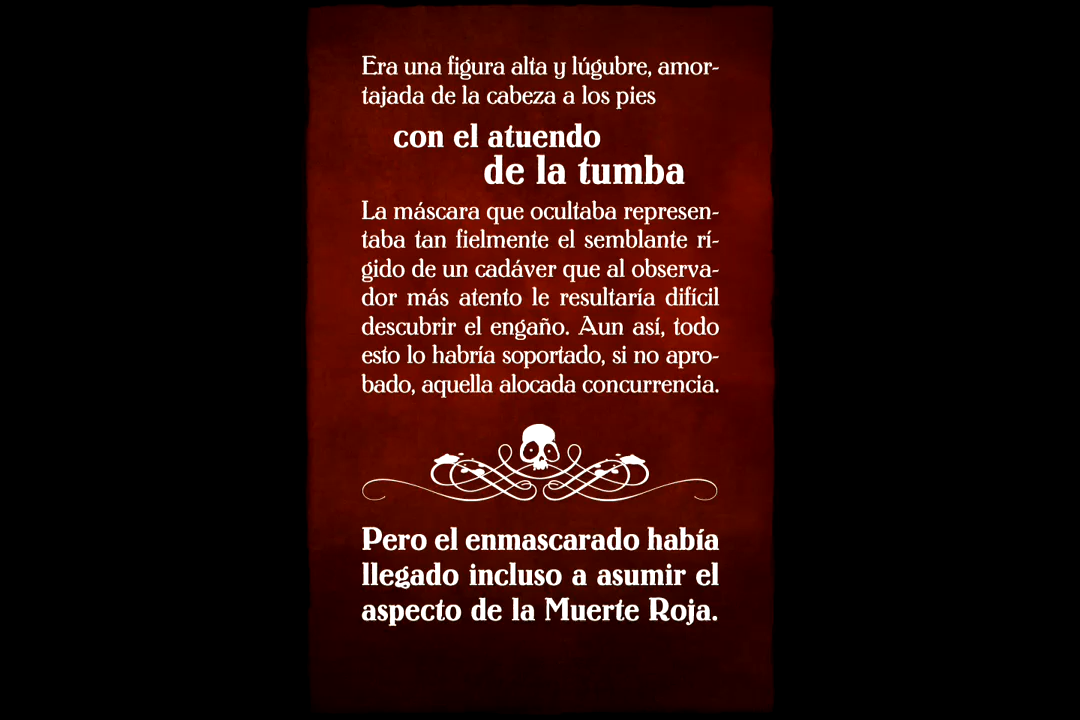 Era una figura alta y lúgubre, amor-
tajada de la cabeza a los pies
con el atuendo
de la tumba
La máscara que ocultaba represen-
taba tan fielmente el semblante rí-
gido de un cadáver que al observa-
dor más atento le resultaría difícil
descubrir el engaño. Aun así, todo
esto lo habría soportado, si no apro-
bado, aquella alocada concurrencia.
Pero el enmascarado había
llegado incluso a asumir el
aspecto de la Muerte Roja.